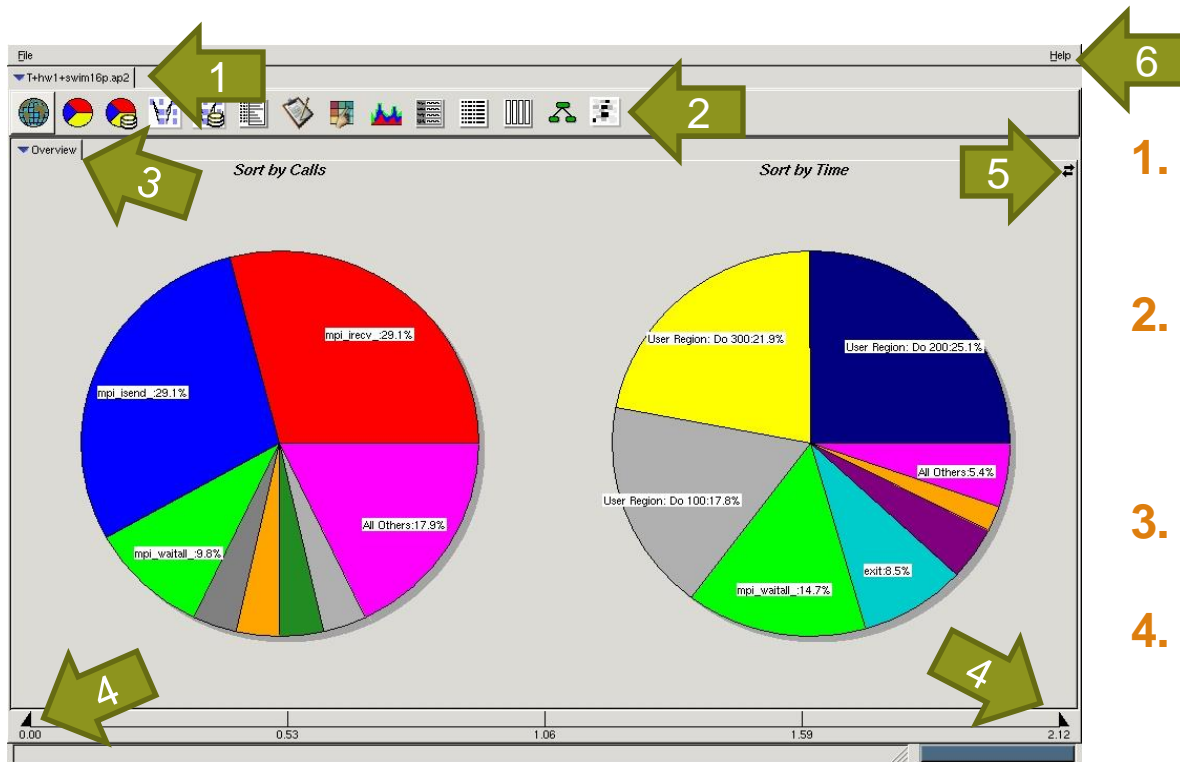 File
Help
6
T+hw1+swim16p.ap2
1
2
Overview
3
Sort by Calls
Sort by Time
5
1.
2.
3.
4.
mpi_irecv_:29.1%
mpi_isend_:29.1%
mpi_waitall_:9.8%
All Others:17.9%
User Region: Do 300:21.9%
User Region: Do 200:25.1%
User Region: Do 100:17.8%
All Others:5.4%
exit:8.5%
mpi_waitall_:14.7%
4
4
0.00
0.53
1.06
1.59
2.12